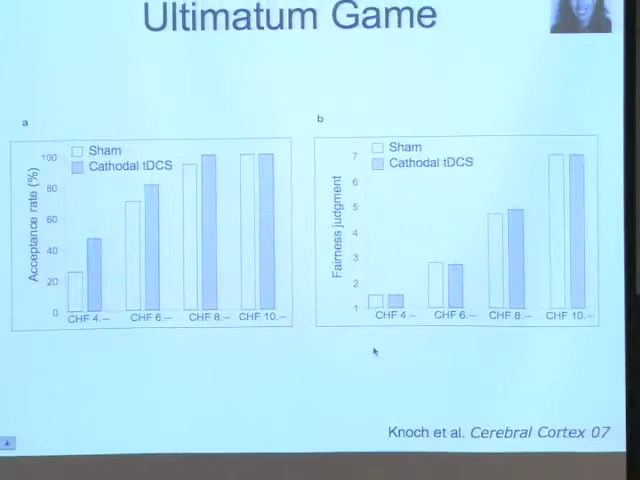 Ultimatum Game
a
Sham
Cathodal tDCS
Acceptance rate (%)
100
80
60
40
20
0
CHF 4.–
CHF 6.–
CHF 8.–
CHF 10.–
b
Sham
Cathodal tDCS
Fairness judgment
7
6
5
4
3
2
1
CHF 4.–
CHF 6.–
CHF 8.–
CHF 10.–
Knoch et al. Cerebral Cortex 07